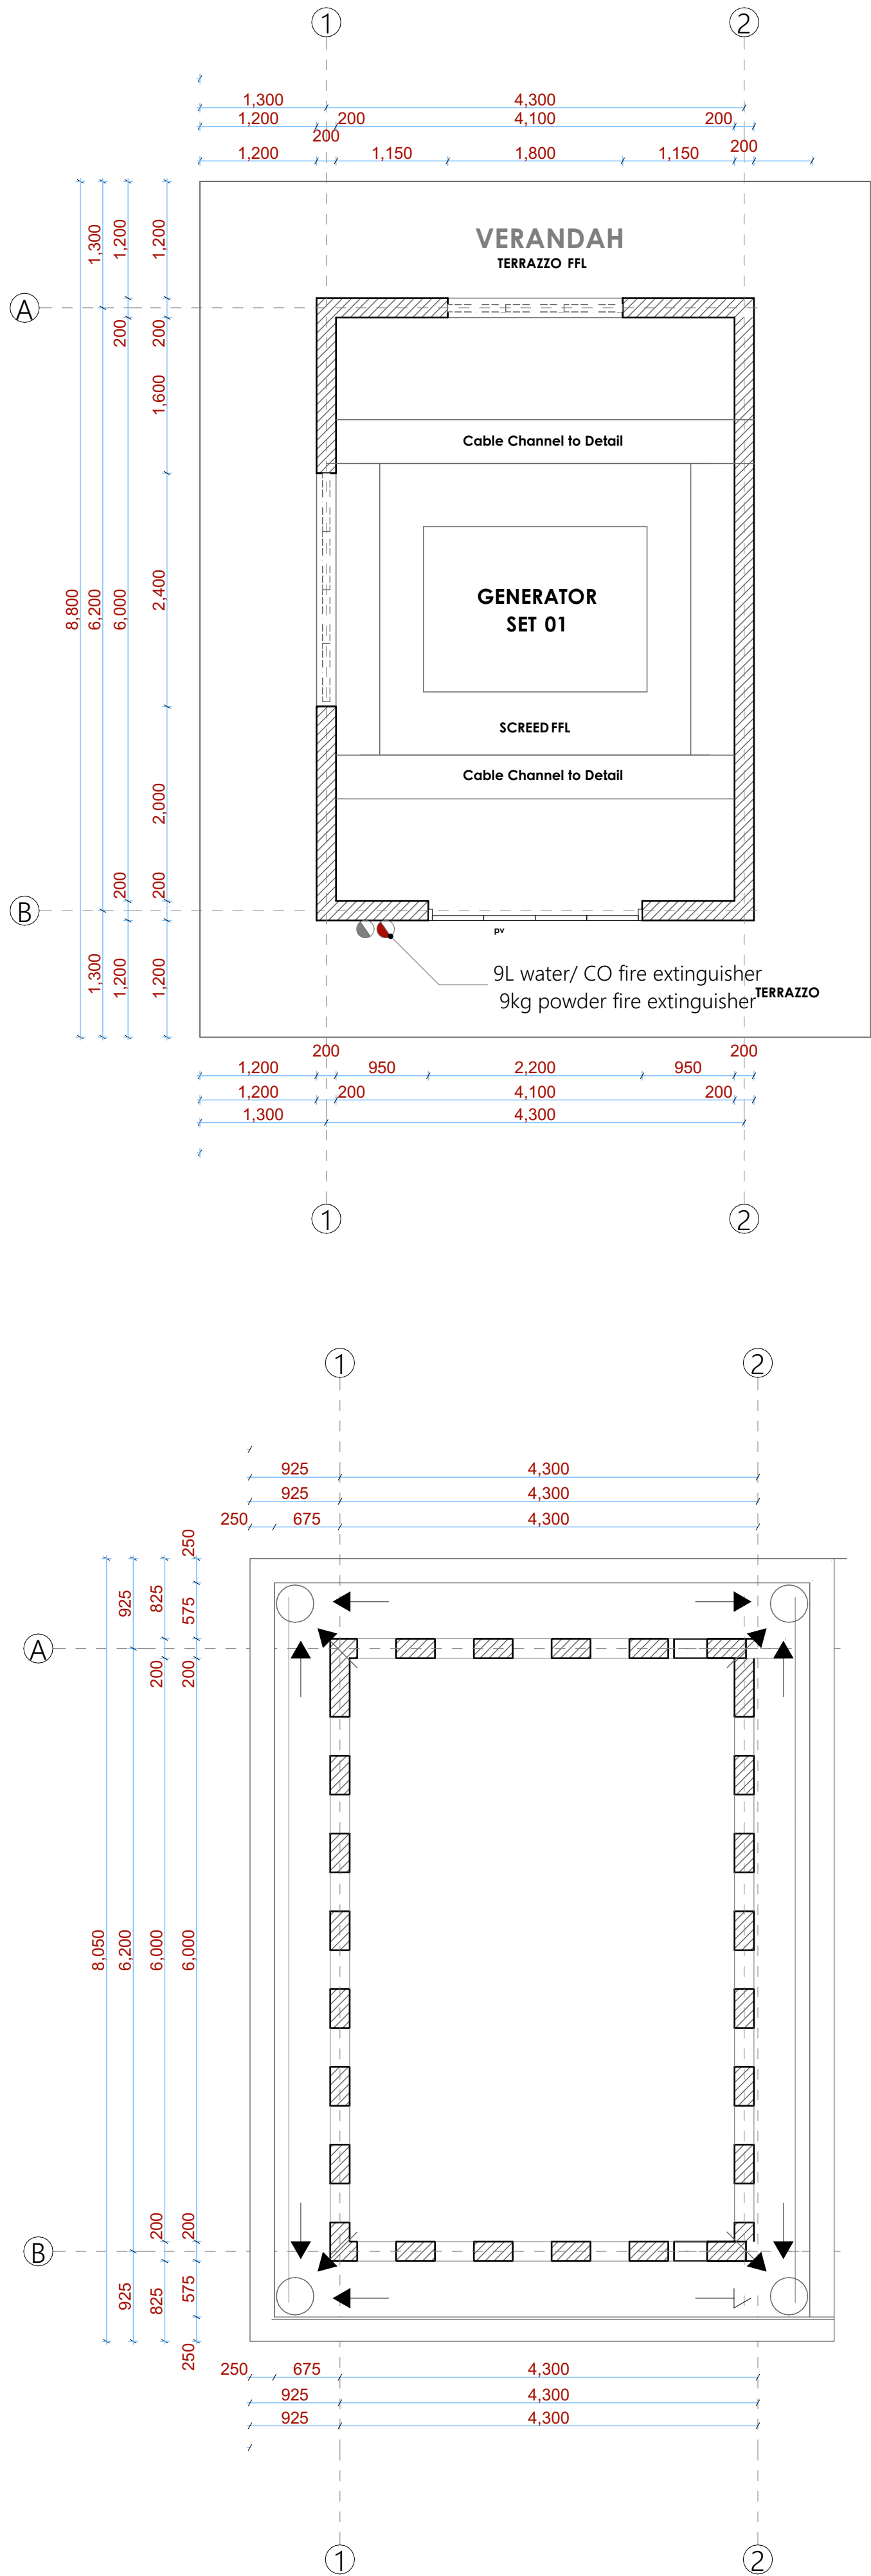 1 2
1,300 4,300
1,200 200 4,100 200
200 200
1,200 1,150 1,800 1,150
VERANDAH
TERRAZZO FFL
A
1,300 1,200 1,200
200 200
1,600
Cable Channel to Detail
GENERATOR
SET 01
8,800 6,200 6,000 2,400
SCREED FFL
Cable Channel to Detail
2,000
200 200
B
pv
1,300 1,200 1,200
9L water/ CO fire extinguisher
9kg powder fire extinguisher
TERRAZZO
200 200
1,200 950 2,200 950
1,200 200 4,100 200
1,300 4,300
1 2
1 2
925 4,300
925 4,300
250 675 4,300
250
925 825 575
A
200 200
8,050 6,200 6,000 6,000
200 200
B
925 825 575
250
250 675 4,300
925 4,300
925 4,300
1 2